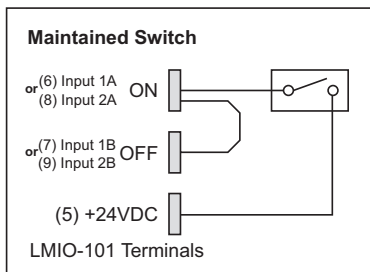 Maintained Switch
or (6) Input 1A ON
(8) Input 2A
or (7) Input 1B OFF
(9) Input 2B
(5) +24VDC
LMIO-101 Terminals